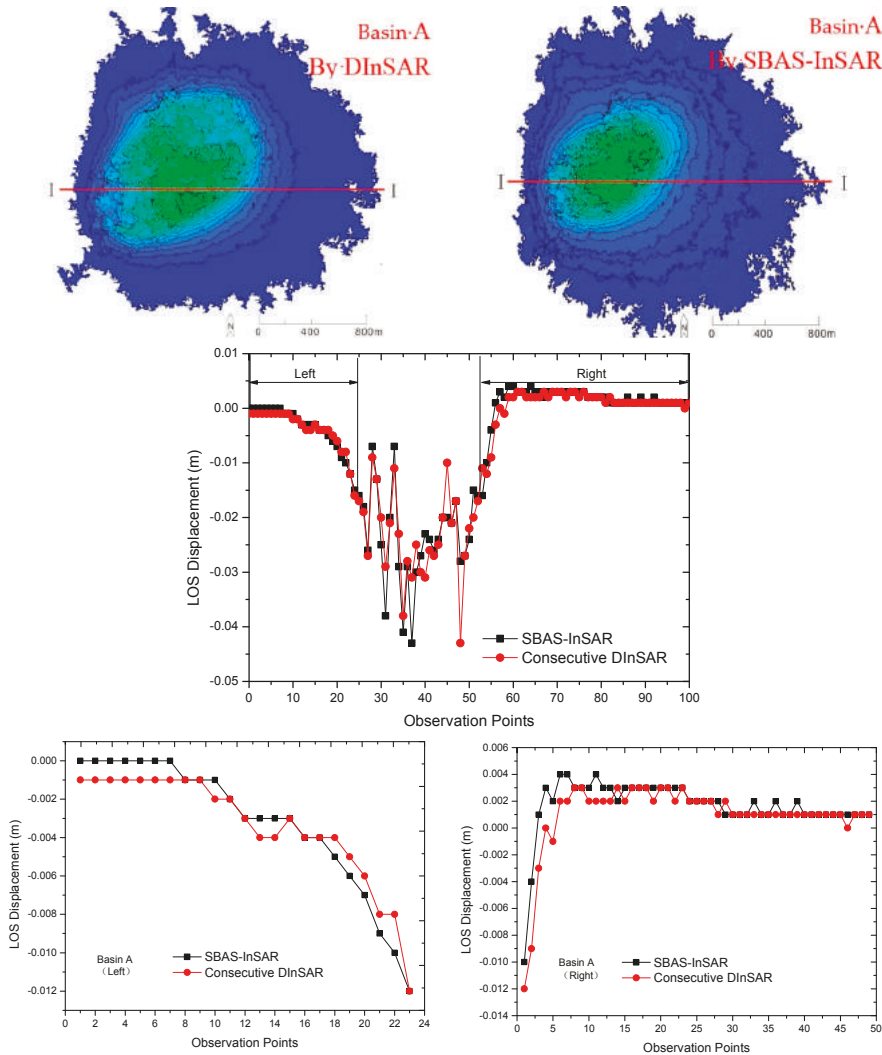 Basin·A
By·DInSAR
I
I
N
0
400
800m
Basin·A
By·SBAS-InSAR
I
I
N
0
400
800m
0.01
0.00
-0.01
-0.02
-0.03
-0.04
-0.05
LOS Displacement (m)
Left
Right
SBAS-InSAR
Consecutive DInSAR
0 10 20 30 40 50 60 70 80 90 100
Observation Points
0.000
-0.002
-0.004
-0.006
-0.008
-0.010
-0.012
LOS Displacement (m)
Basin A
（Left）
SBAS-InSAR
Consecutive DInSAR
0 2 4 6 8 10 12 14 16 18 20 22 24
Observation Points
0.006
0.004
0.002
0.000
-0.002
-0.004
-0.006
-0.008
-0.010
-0.012
-0.014
LOS Displacement (m)
Basin A
（Right）
SBAS-InSAR
Consecutive DInSAR
0 5 10 15 20 25 30 35 40 45 50
Observation Points